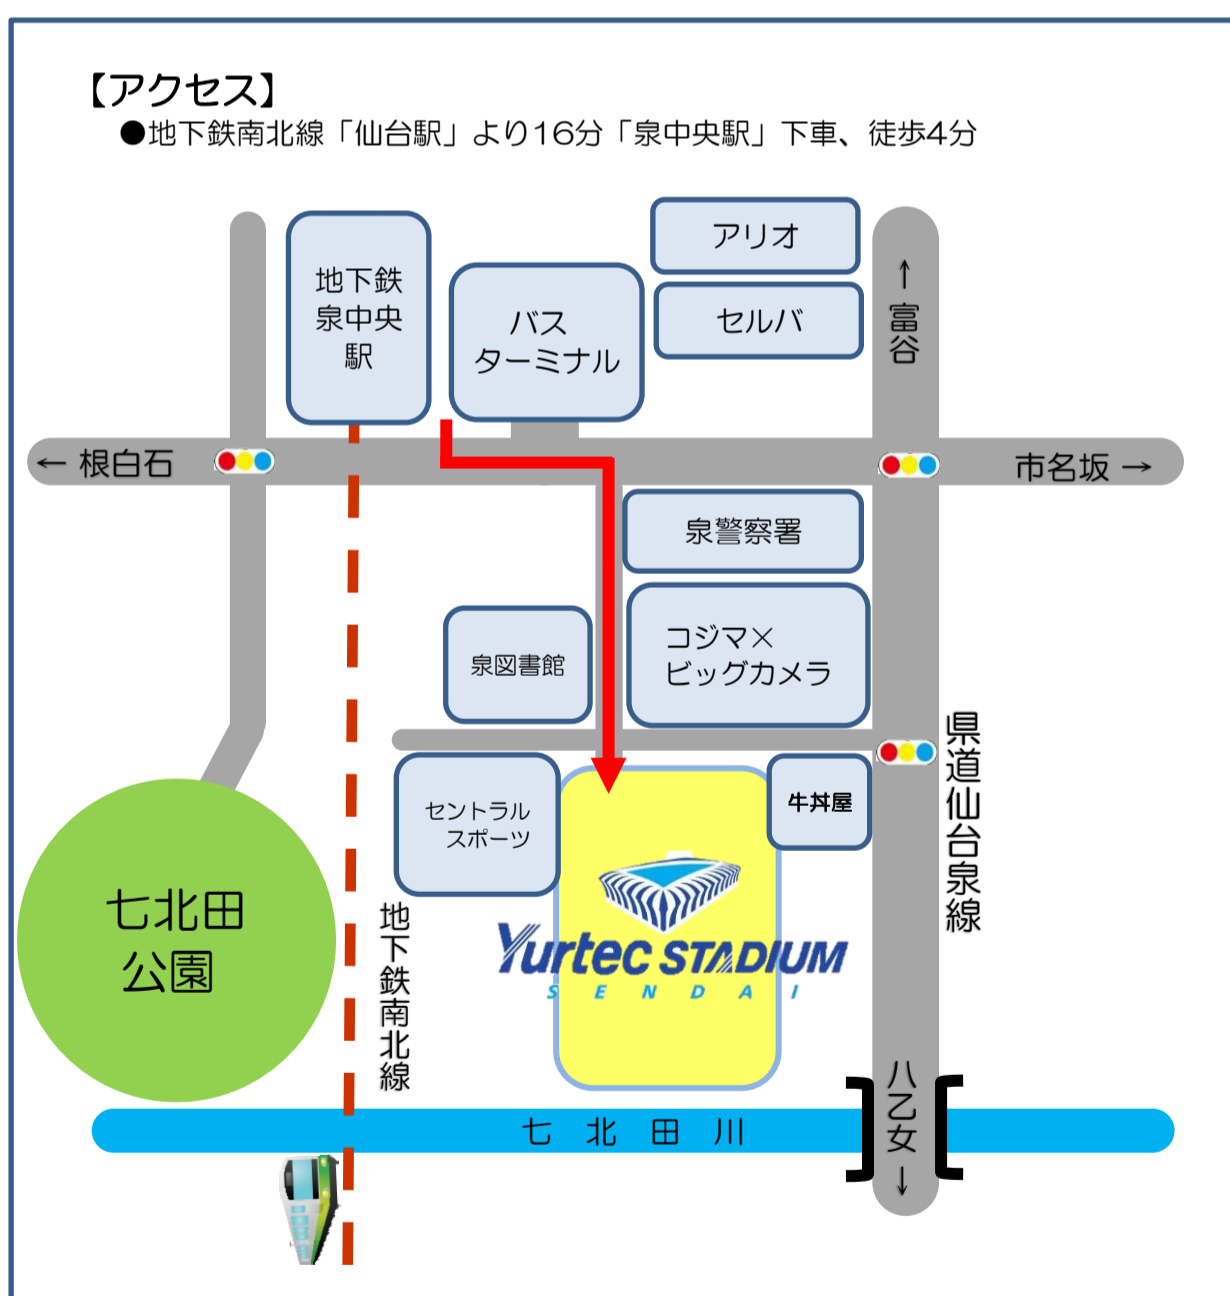 【アクセス】
●地下鉄南北線「仙台駅」より16分「泉中央駅」下車、徒歩4分
アリオ
地下鉄
泉中央
駅
バス
ターミナル
セルバ
↑富谷
← 根白石
市名坂 →
泉警察署
コジマ×
ビッグカメラ
泉図書館
県道仙台泉線
セントラル
スポーツ
牛丼屋
七北田
公園
地下鉄南北線
Yurtec STADIUM
SENDAI
八乙女↓
七北田川